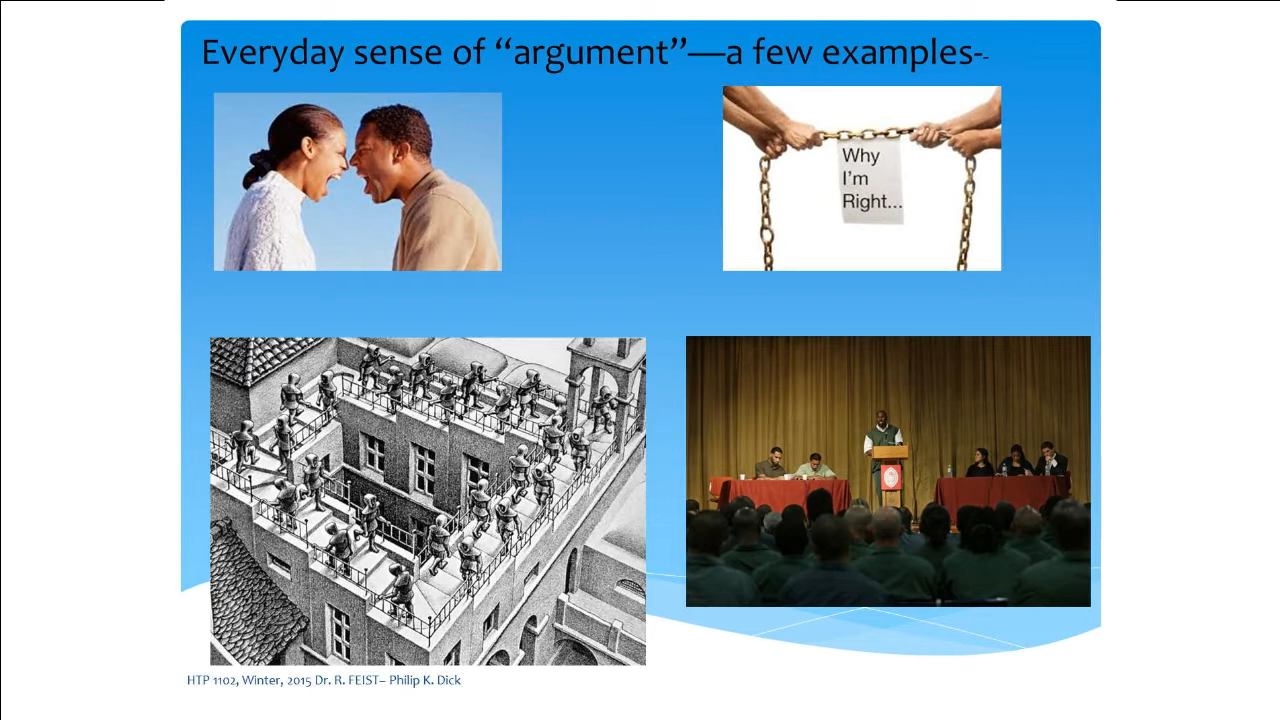 Everyday sense of “argument”—a few examples--
Why
I’m
Right...
HTP 1102, Winter, 2015 Dr. R. FEIST– Philip K. Dick